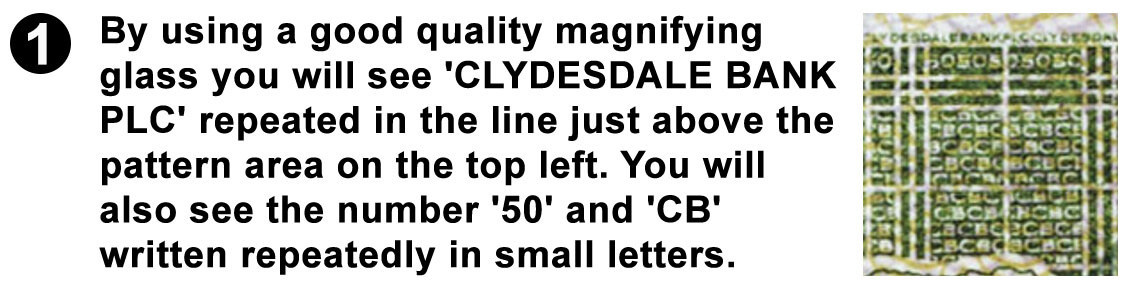 1
By using a good quality magnifying
glass you will see 'CLYDESDALE BANK
PLC' repeated in the line just above the
pattern area on the top left. You will
also see the number '50' and 'CB'
written repeatedly in small letters.
CLYDESDALEBANKPLCCLYDESDAL